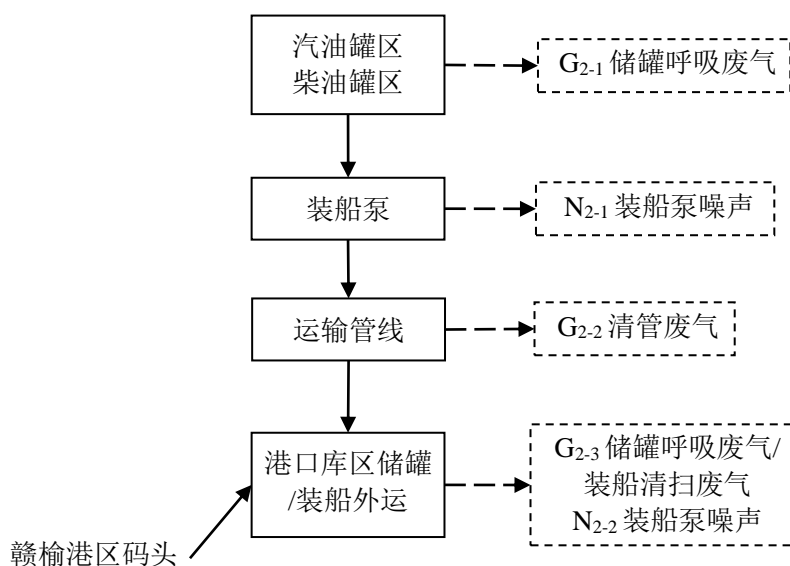 汽油罐区
柴油罐区
G₂₋₁ 储罐呼吸废气
装船泵
N₂₋₁ 装船泵噪声
运输管线
G₂₋₂ 清管废气
港口库区储罐
/装船外运
G₂₋₃ 储罐呼吸废气/
装船清扫废气
N₂₋₂ 装船泵噪声
赣榆港区码头